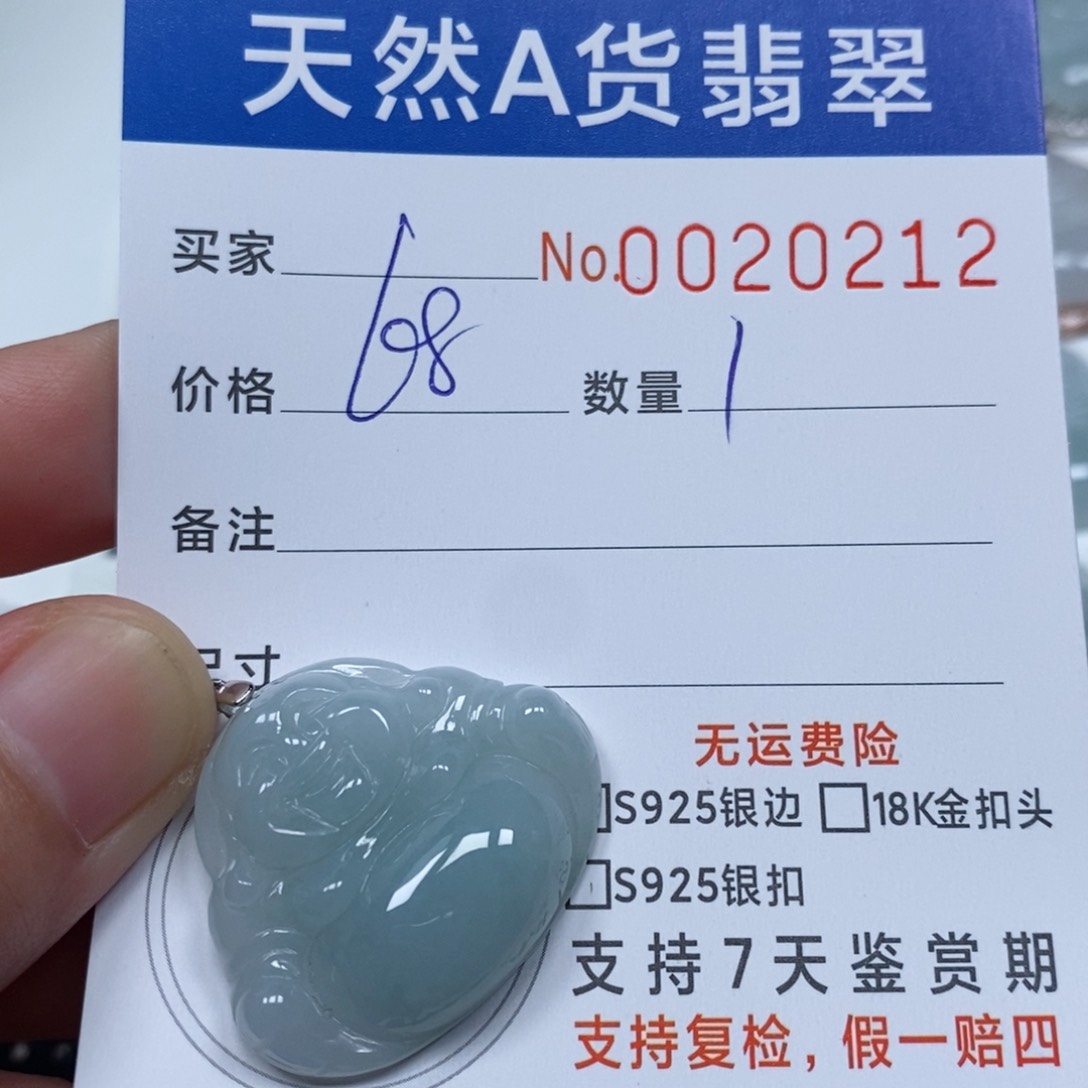 天然A货翡翠
买家 No.0020212
价格 68 数量 1
备注
尺寸
无运费险
S925银边 18K金扣头
S925银扣
支持7天鉴赏期
支持复检，假一赔四